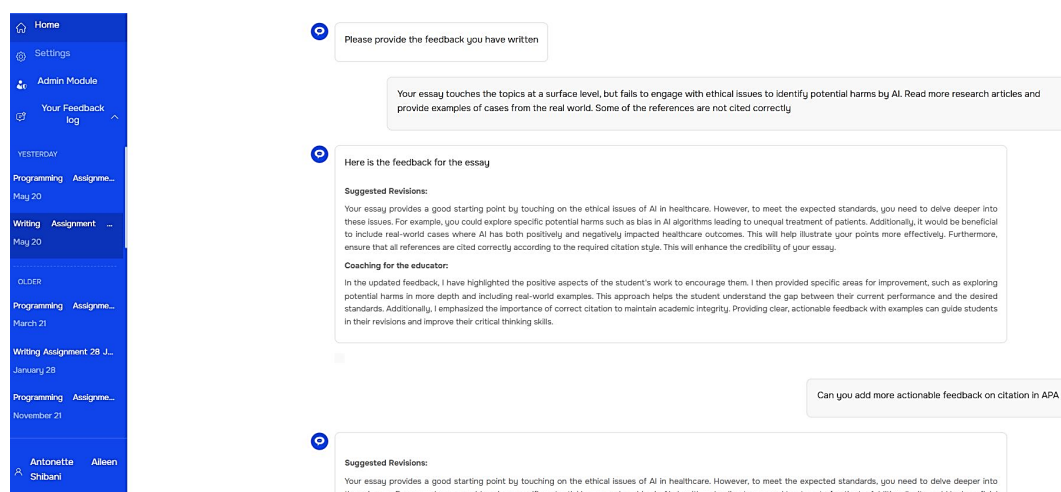 Home
Settings
Admin Module
Your Feedback
log
YESTERDAY
Programming Assignme...
May 20
Writing Assignment ...
May 20
OLDER
Programming Assignme...
March 21
Writing Assignment 28 J...
January 28
Programming Assignme...
November 21
Antonette Aileen
Shibani
Please provide the feedback you have written
Your essay touches the topics at a surface level, but fails to engage with ethical issues to identify potential harms by AI. Read more research articles and
provide examples of cases from the real world. Some of the references are not cited correctly
Here is the feedback for the essay
Suggested Revisions:
Your essay provides a good starting point by touching on the ethical issues of AI in healthcare. However, to meet the expected standards, you need to delve deeper into
these issues. For example, you could explore specific potential harms such as bias in AI algorithms leading to unequal treatment of patients. Additionally, it would be beneficial
to include real-world cases where AI has both positively and negatively impacted healthcare outcomes. This will help illustrate your points more effectively. Furthermore,
ensure that all references are cited correctly according to the required citation style. This will enhance the credibility of your essay.
Coaching for the educator:
In the updated feedback, I have highlighted the positive aspects of the student's work to encourage them. I then provided specific areas for improvement, such as exploring
potential harms in more depth and including real-world examples. This approach helps the student understand the gap between their current performance and the desired
standards. Additionally, I emphasized the importance of correct citation to maintain academic integrity. Providing clear, actionable feedback with examples can guide students
in their revisions and improve their critical thinking skills.
Can you add more actionable feedback on citation in APA
Suggested Revisions:
Your essay provides a good starting point by touching on the ethical issues of AI in healthcare. However, to meet the expected standards, you need to delve deeper into